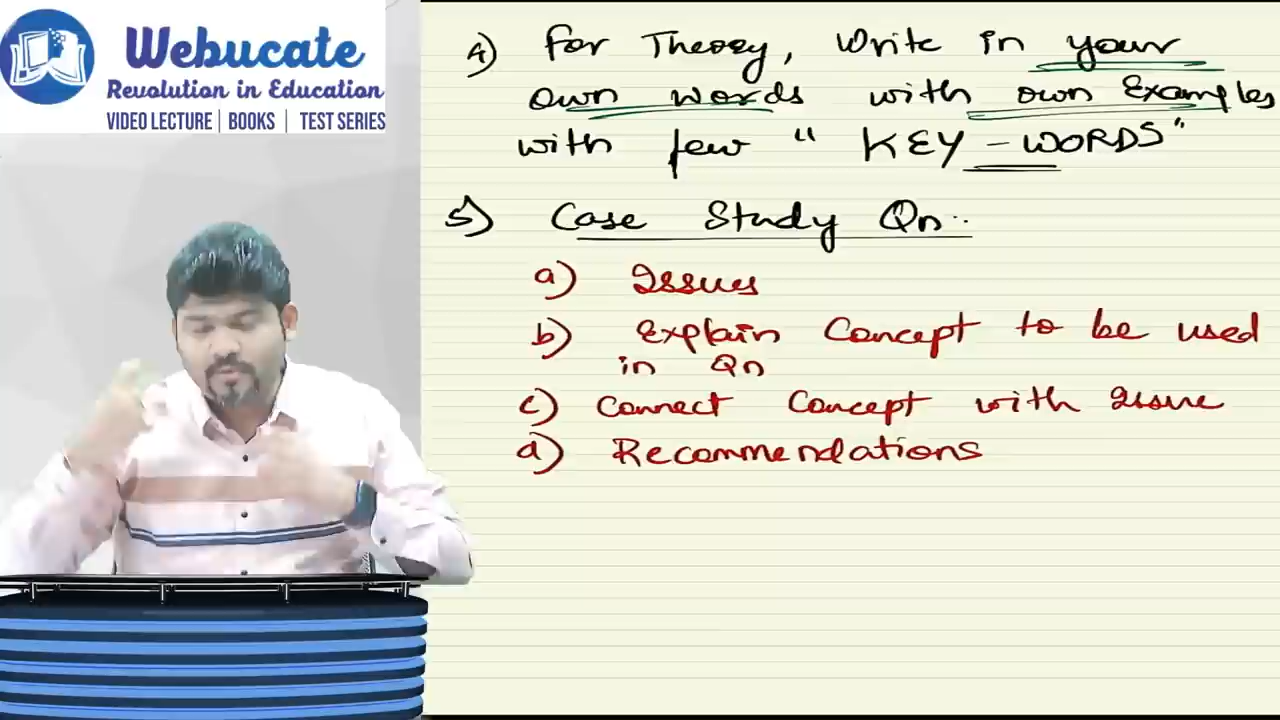 Webucate
Revolution in Education
VIDEO LECTURE | BOOKS | TEST SERIES
4) For Theory, Write in your
own words with own Examples
with few "KEY-WORDS"
5) Case Study Qn:
a) Issues
b) Explain Concept to be used
in Qn
c) Connect Concept with Issue
d) Recommendations